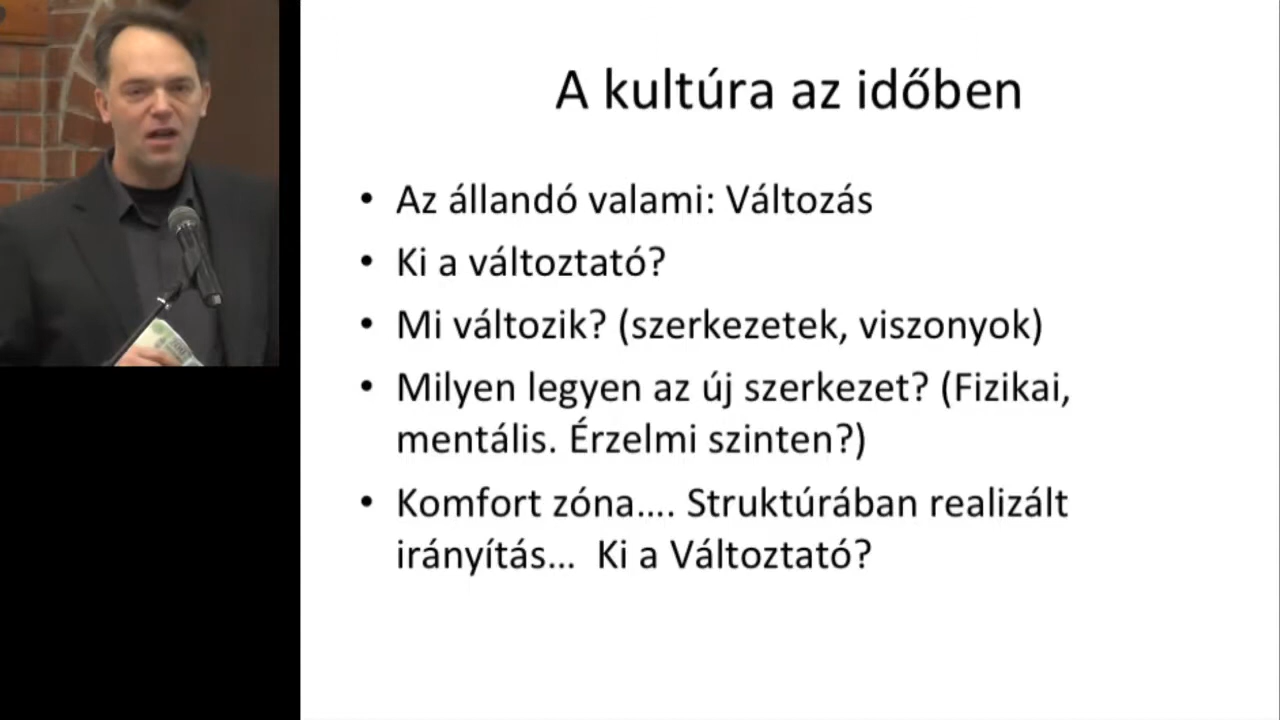 A kultúra az időben
• Az állandó valami: Változás
• Ki a változtató?
• Mi változik? (szerkezetek, viszonyok)
• Milyen legyen az új szerkezet? (Fizikai,
mentális. Érzelmi szinten?)
• Komfort zóna…. Struktúrában realizált
irányítás… Ki a Változtató?